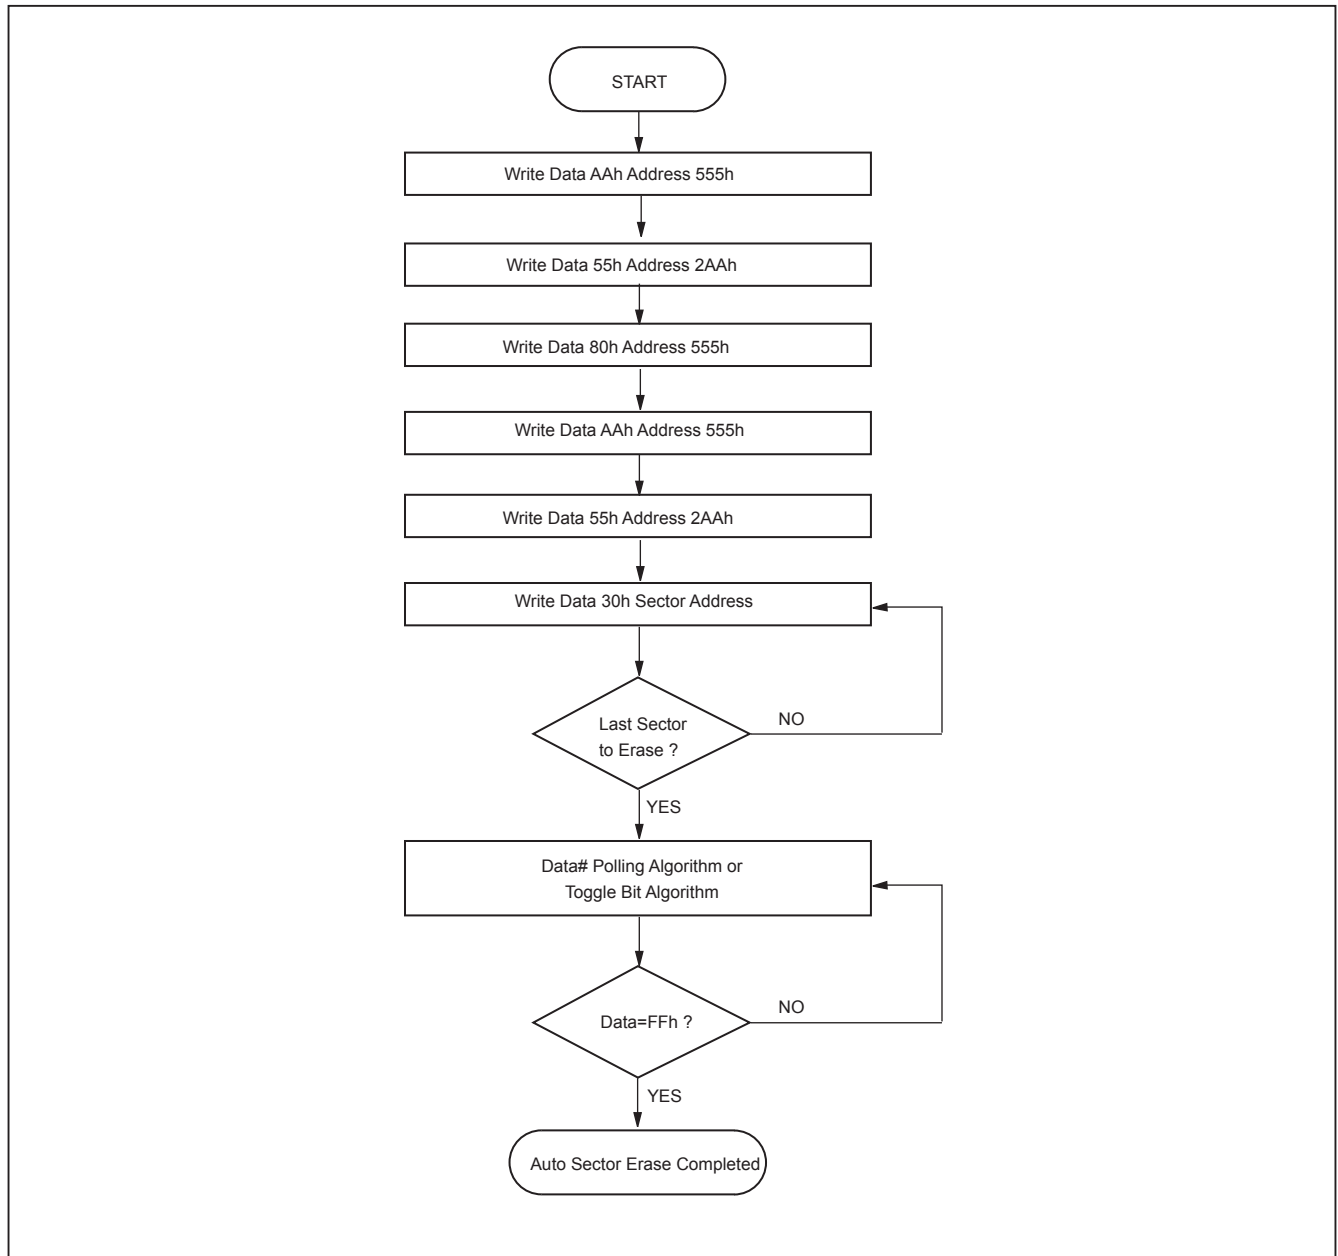 START
Write Data AAh Address 555h
Write Data 55h Address 2AAh
Write Data 80h Address 555h
Write Data AAh Address 555h
Write Data 55h Address 2AAh
Write Data 30h Sector Address
Last Sector
to Erase ?
NO
YES
Data# Polling Algorithm or
Toggle Bit Algorithm
Data=FFh ?
NO
YES
Auto Sector Erase Completed